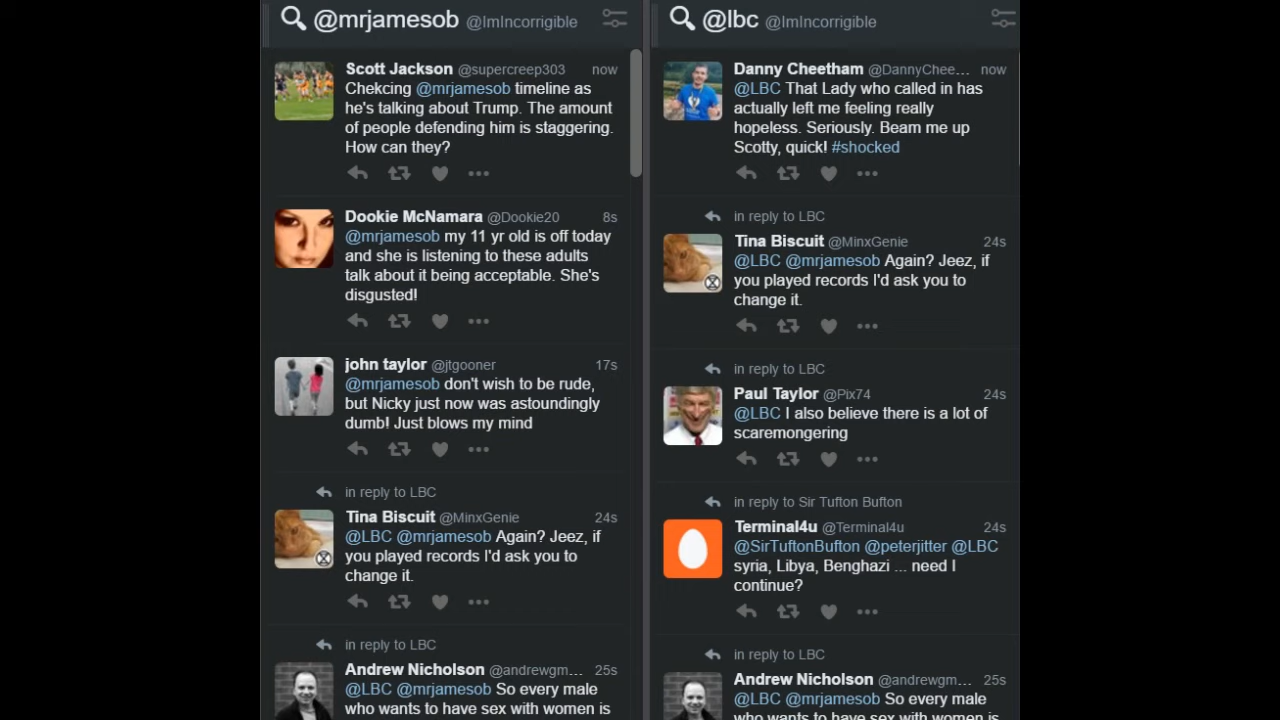 @mrjamesob @ImIncorrigible
Scott Jackson @supercreep303 now
Chekcing @mrjamesob timeline as
he's talking about Trump. The amount
of people defending him is staggering.
How can they?
Dookie McNamara @Dookie20 8s
@mrjamesob my 11 yr old is off today
and she is listening to these adults
talk about it being acceptable. She's
disgusted!
john taylor @jtgooner 17s
@mrjamesob don't wish to be rude,
but Nicky just now was astoundingly
dumb! Just blows my mind
in reply to LBC
Tina Biscuit @MinxGenie 24s
@LBC @mrjamesob Again? Jeez, if
you played records I'd ask you to
change it.
in reply to LBC
Andrew Nicholson @andrewgm... 25s
@LBC @mrjamesob So every male
who wants to have sex with women is
@lbc @ImIncorrigible
Danny Cheetham @DannyChee... now
@LBC That Lady who called in has
actually left me feeling really
hopeless. Seriously. Beam me up
Scotty, quick! #shocked
in reply to LBC
Tina Biscuit @MinxGenie 24s
@LBC @mrjamesob Again? Jeez, if
you played records I'd ask you to
change it.
in reply to LBC
Paul Taylor @Pix74 24s
@LBC I also believe there is a lot of
scaremongering
in reply to Sir Tufton Bufton
Terminal4u @Terminal4u 24s
@SirTuftonBufton @peterjitter @LBC
syria, Libya, Benghazi ... need I
continue?
in reply to LBC
Andrew Nicholson @andrewgm... 25s
@LBC @mrjamesob So every male
who wants to have sex with women is